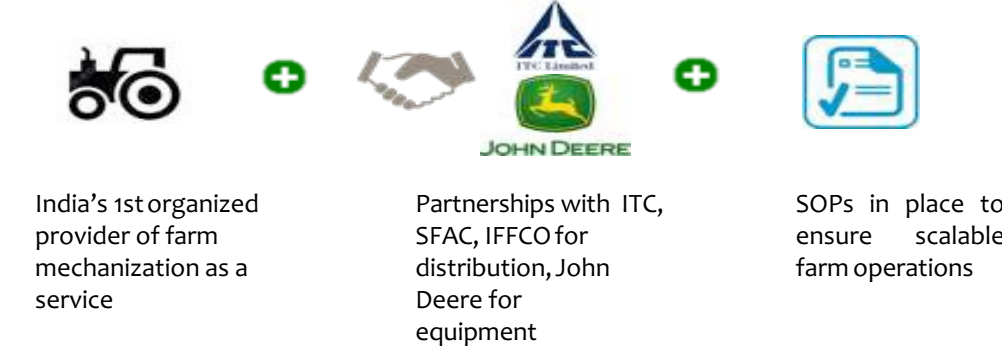 ITC Limited
JOHN DEERE
India's 1st organized
provider of farm
mechanization as a
service
Partnerships with ITC,
SFAC, IFFCO for
distribution, John
Deere for
equipment
SOPs in place to
ensure scalable
farm operations